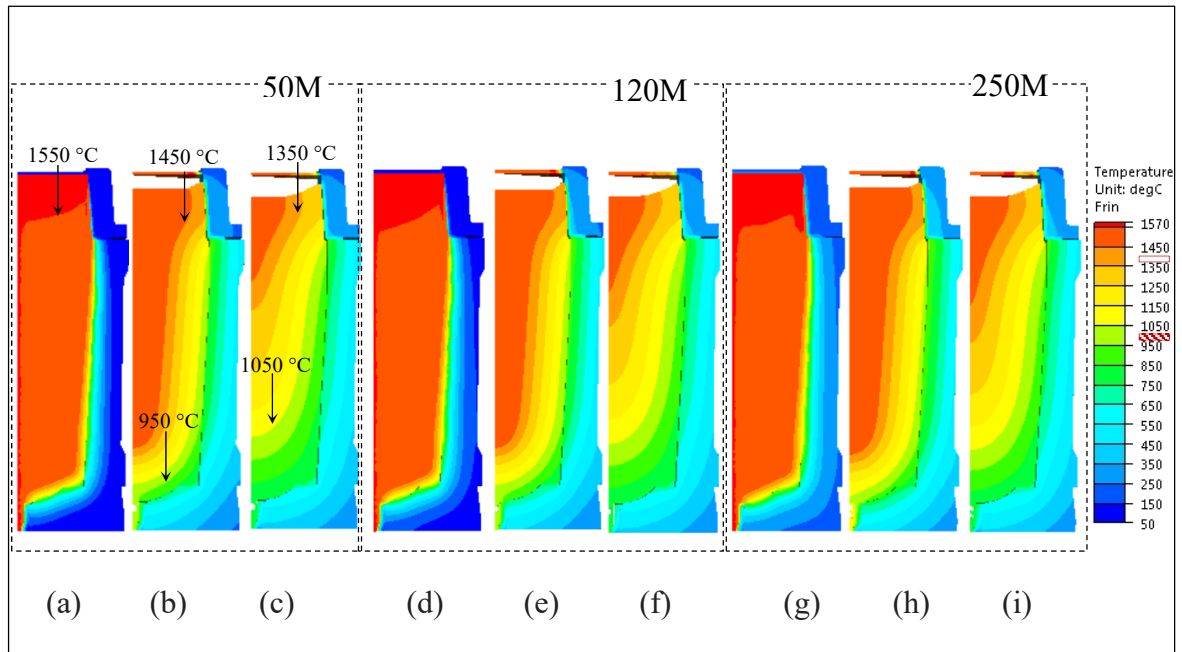 50M
120M
250M
1550 °C
1450 °C
1350 °C
1050 °C
950 °C
Temperature
Unit: degC
Frin
1570
1450
1350
1250
1150
1050
950
850
750
650
550
450
350
250
150
50
(a)
(b)
(c)
(d)
(e)
(f)
(g)
(h)
(i)